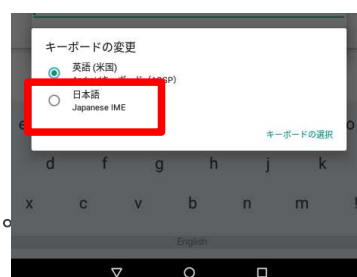 キーボードの変更
英語 (米国)
日本語
Japanese IME
キーボードの選択
d f g h j k
x c v b n m
English